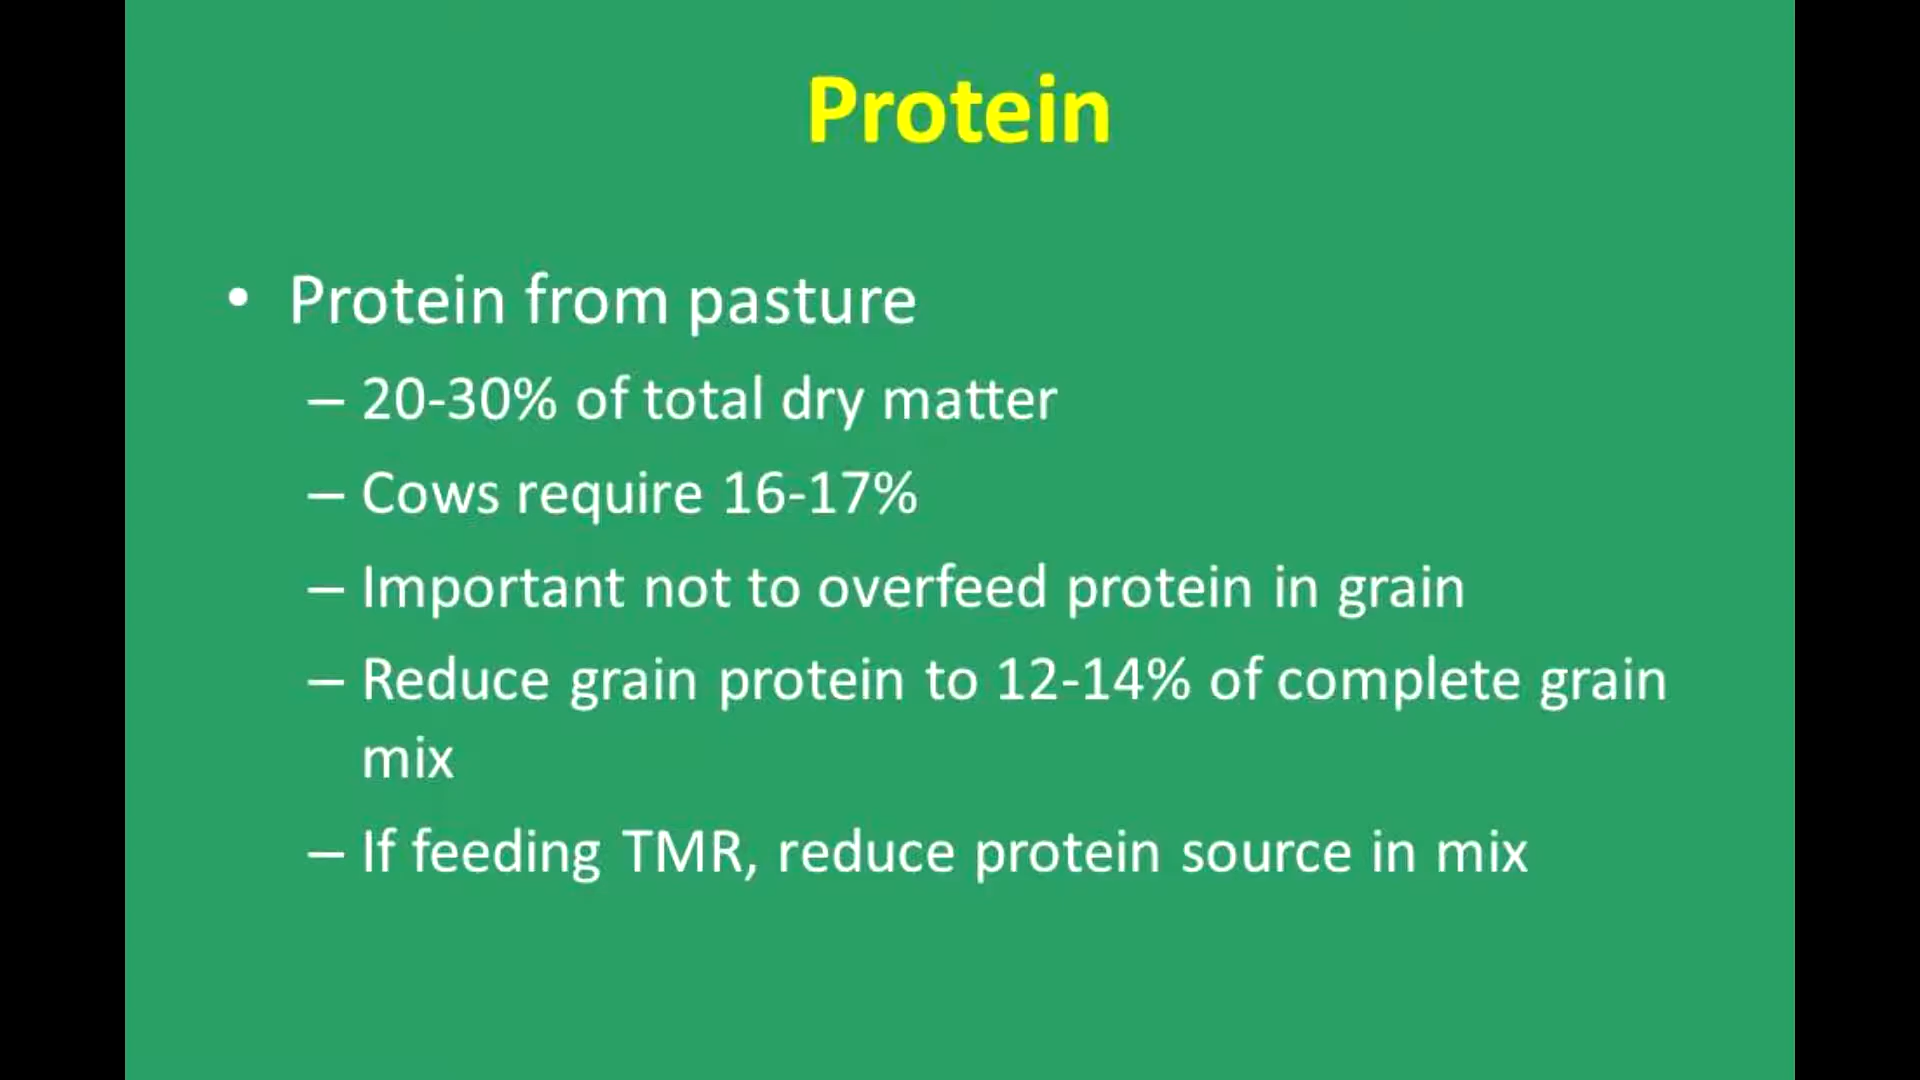 Protein
• Protein from pasture
– 20-30% of total dry matter
– Cows require 16-17%
– Important not to overfeed protein in grain
– Reduce grain protein to 12-14% of complete grain
mix
– If feeding TMR, reduce protein source in mix